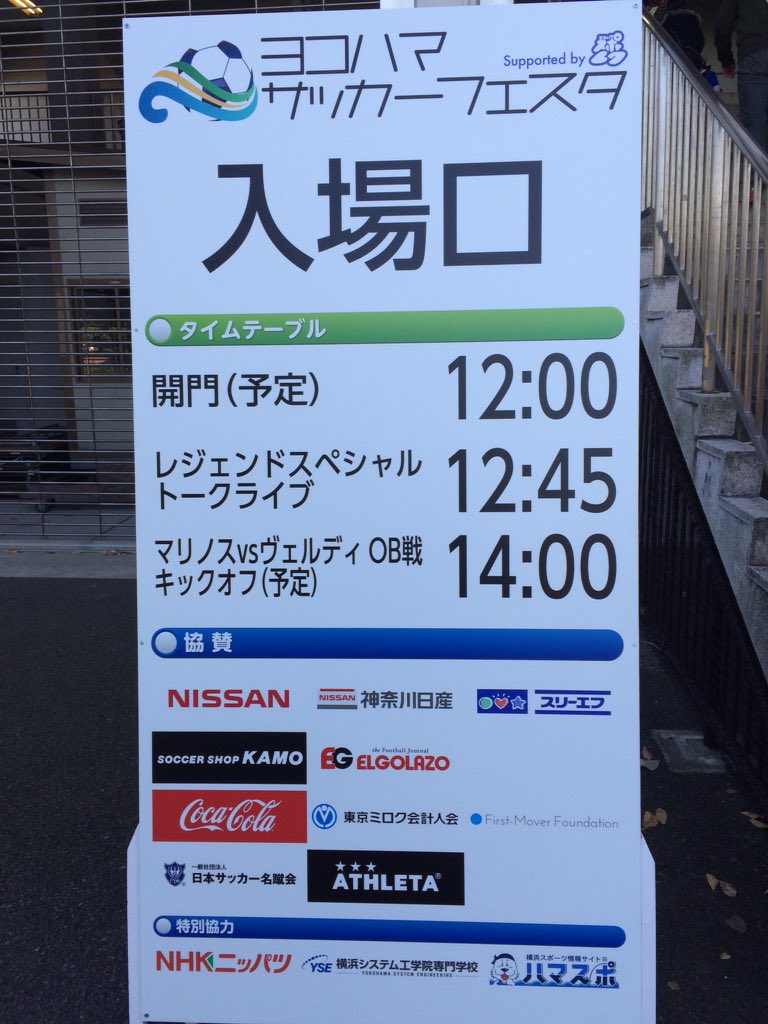 ヨコハマ
サッカーフェスタ
Supported by
入場口
タイムテーブル
開門(予定) 12:00
レジェンドスペシャル
トークライブ 12:45
マリノスvsヴェルディ OB戦
キックオフ(予定) 14:00
協賛
NISSAN NISSAN 神奈川日産 スリーエフ
SOCCER SHOP KAMO
the Football Journal
EG ELGOLAZO
Coca-Cola 東京ミロク会計人会 First-Mover Foundation
一般社団法人
日本サッカー名蹴会
ATHLETA®
特別協力
NHKニッパツ
YSE 横浜システム工学院専門学校
YOKOHAMA SYSTEM ENGINEERING
横浜スポーツ情報サイト
ハマスポ